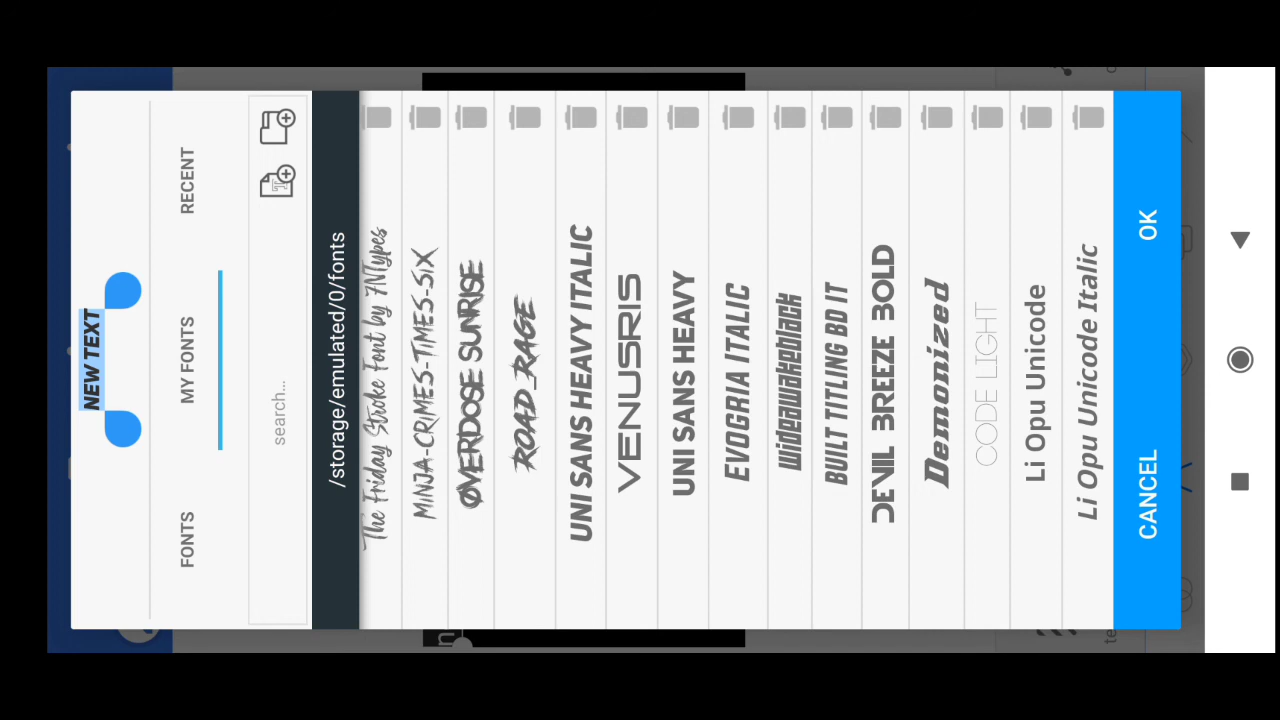 NEW TEXT
FONTS MY FONTS RECENT
search...
/storage/emulated/0/fonts
The Friday Stroke Font by 7NTypes
MINJA-CRIMES-TIMES-SIX
ØVERDOSE SUNRISE
ROAD_RAGE
UNI SANS HEAVY ITALIC
VENUSRIS
UNI SANS HEAVY
EVOGRIA ITALIC
wideawakeblack
BUILT TITLING BD IT
DEVIL BREEZE BOLD
Demonized
CODE LIGHT
Li Opu Unicode
Li Opu Unicode Italic
CANCEL OK